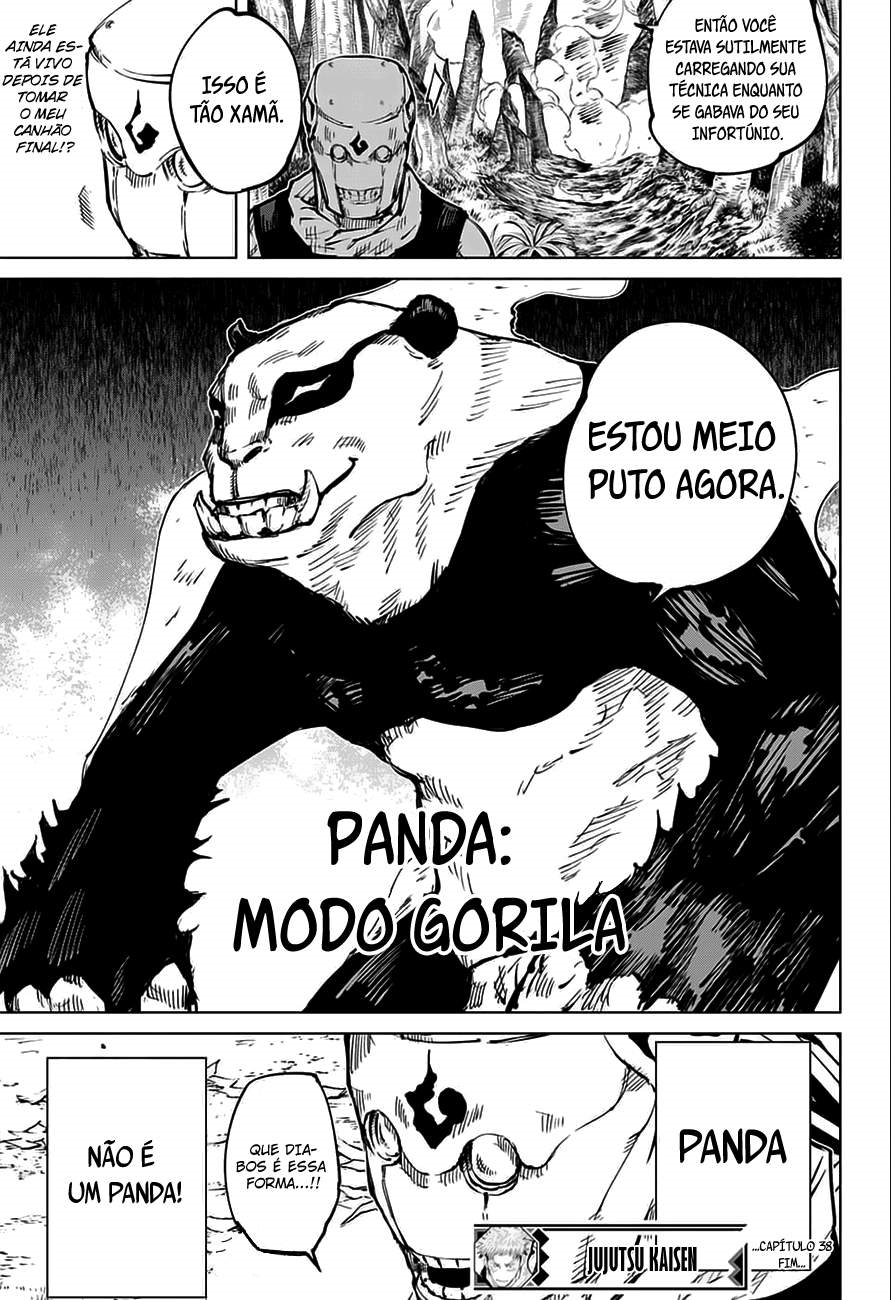 ENTÃO VOCÊ
ESTAVA SUTILMENTE
CARREGANDO SUA
TÉCNICA ENQUANTO
SE GABAVA DO SEU
INFORTÚNIO.
ISSO É
TÃO XAMÃ.
ELE
AINDA ES-
TÁ VIVO
DEPOIS DE
TOMAR
O MEU
CANHÃO
FINAL!?
ESTOU MEIO
PUTO AGORA.
PANDA:
MODO GORILA
PANDA
QUE DIA-
BOS É ESSA
FORMA...!!
NÃO É
UM PANDA!
JUJUTSU KAISEN
...CAPÍTULO 38
FIM...